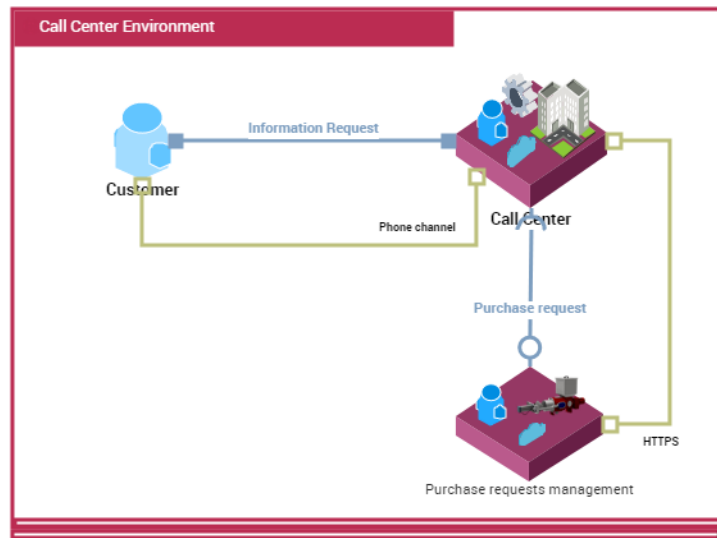 Call Center Environment
Information Request
Customer
Call Center
Phone channel
Purchase request
HTTPS
Purchase requests management